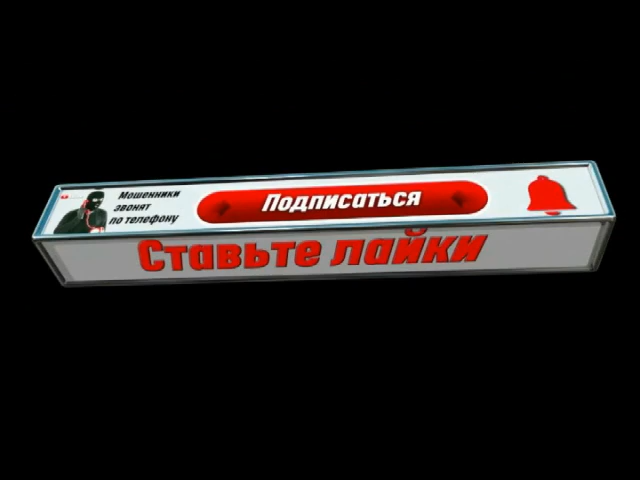 Мошенники
звонят
по телефону
Подписаться
Ставьте лайки